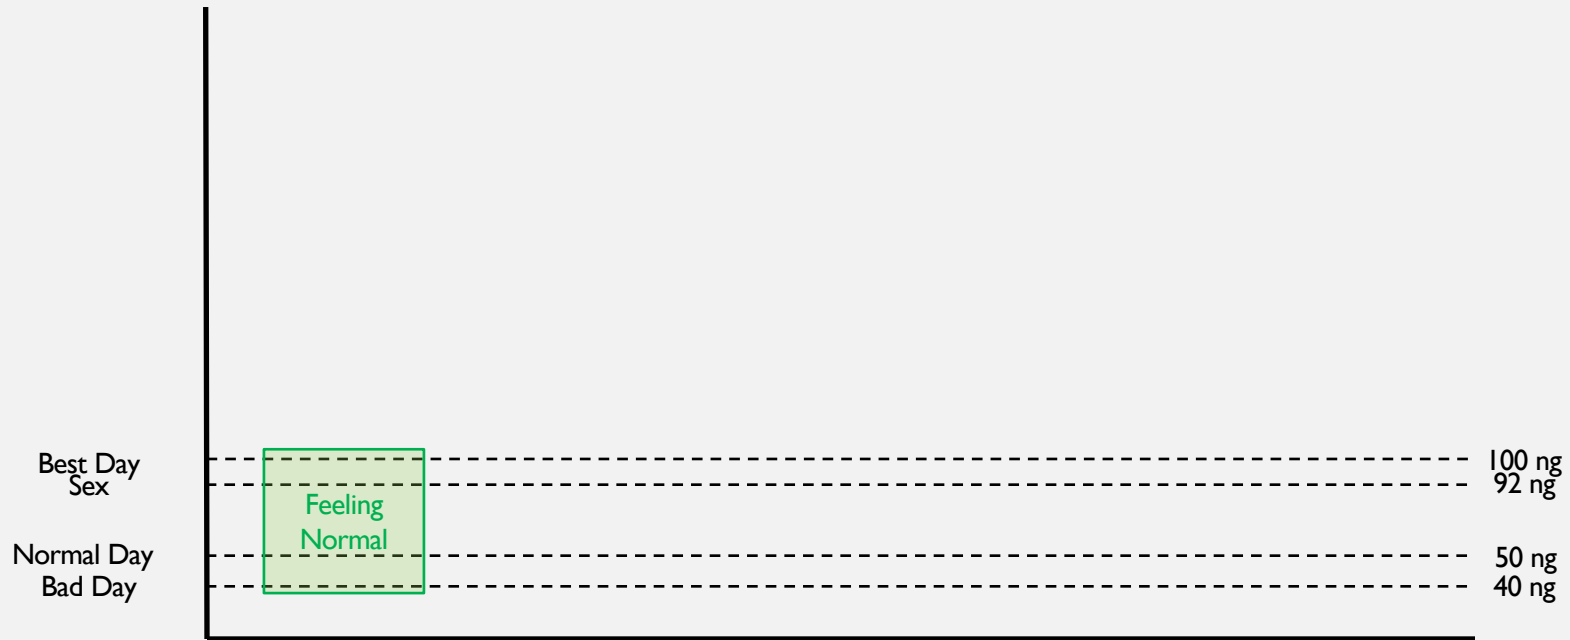 Best Day
Sex
Normal Day
Bad Day
Feeling
Normal
100 ng
92 ng
50 ng
40 ng